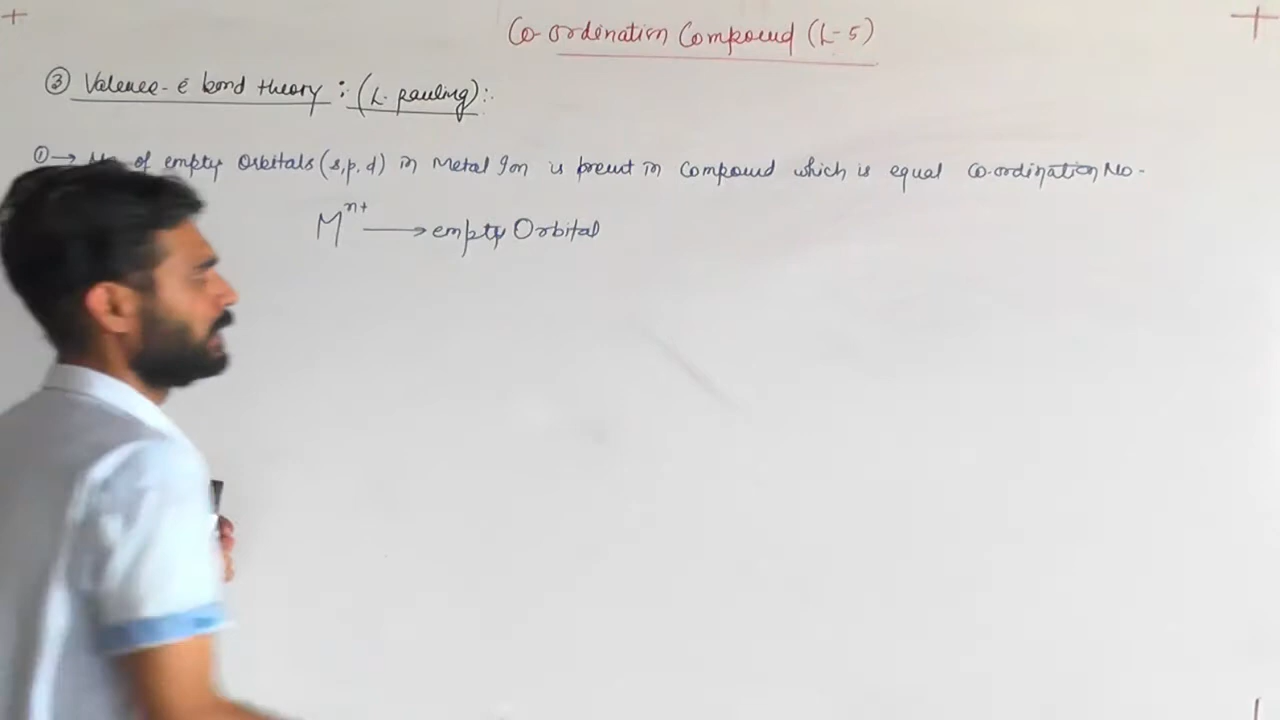 Co-ordination Compound (L-5)
③ Valence-ē bond theory : (L. pauling):.
①→ of empty Orbitals (s, p, d) in Metal Ion is present in Compound which is equal Co-ordination No-
Mⁿ⁺ → empty Orbital